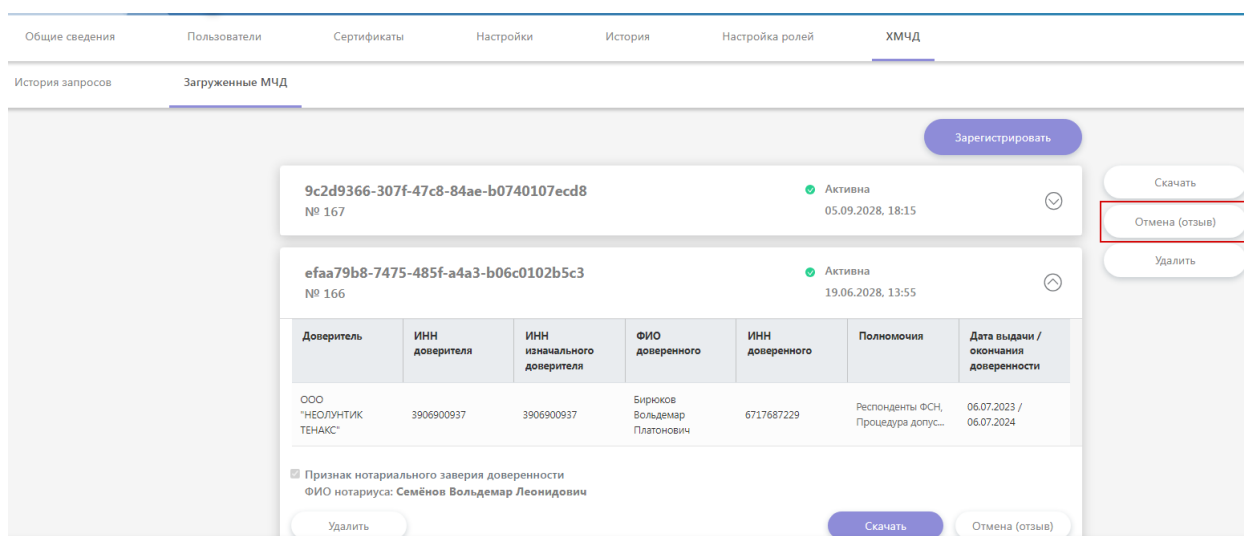 Общие сведения Пользователи Сертификаты Настройки История Настройка ролей ХМЧД
История запросов Загруженные МЧД
Зарегистрировать
9c2d9366-307f-47c8-84ae-b0740107ecd8 Активна
№ 167 05.09.2028, 18:15
Скачать
Отмена (отзыв)
Удалить
efaa79b8-7475-485f-a4a3-b06c0102b5c3 Активна
№ 166 19.06.2028, 13:55
Доверитель ИНН ИНН ФИО ИНН Полномочия Дата выдачи /
доверителя изначального доверенного доверенного окончания
доверителя доверенности
ООО Бирюков
"НЕОЛУНТИК 3906900937 3906900937 Вольдемар 6717687229 Респонденты ФСН, 06.07.2023 /
ТЕНАКС" Платонович Процедура допус... 06.07.2024
Признак нотариального заверия доверенности
ФИО нотариуса: Семёнов Вольдемар Леонидович
Удалить Скачать Отмена (отзыв)